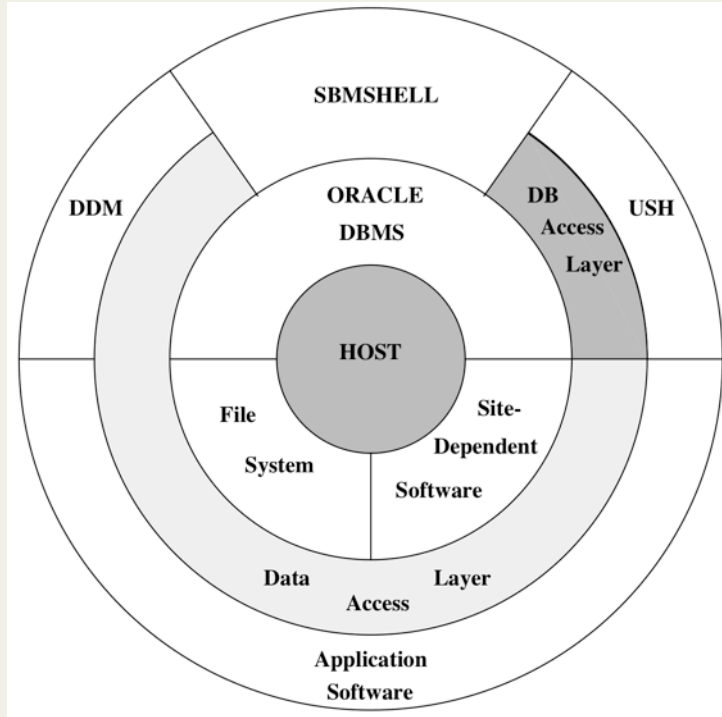 SBMSHELL
ORACLE
DBMS
DDM
DB
Access
Layer
USH
HOST
File
System
Site-
Dependent
Software
Data
Access
Layer
Application
Software